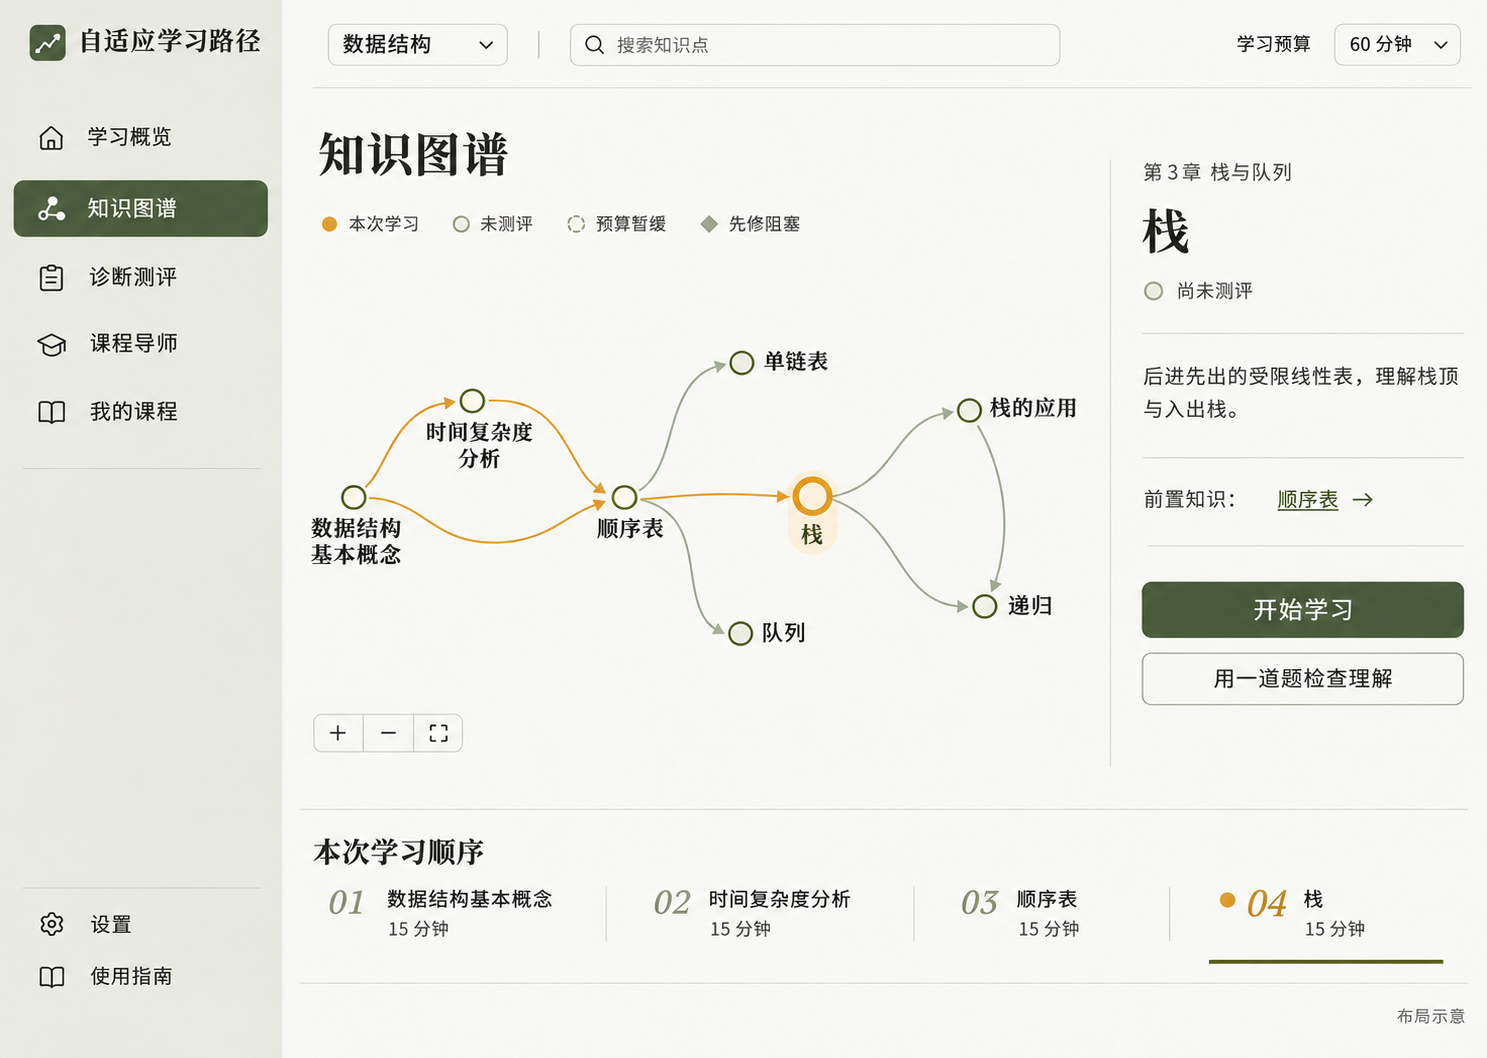 自适应学习路径
学习概览
知识图谱
诊断测评
课程导师
我的课程
设置
使用指南
数据结构
搜索知识点
学习预算
60 分钟
知识图谱
本次学习
未测评
预算暂缓
先修阻塞
单链表
栈的应用
时间复杂度
分析
数据结构
基本概念
顺序表
栈
递归
队列
第 3 章 栈与队列
栈
尚未测评
后进先出的受限线性表，理解栈顶
与入出栈。
前置知识： 顺序表 →
开始学习
用一道题检查理解
本次学习顺序
01 数据结构基本概念
15 分钟
02 时间复杂度分析
15 分钟
03 顺序表
15 分钟
04 栈
15 分钟
布局示意